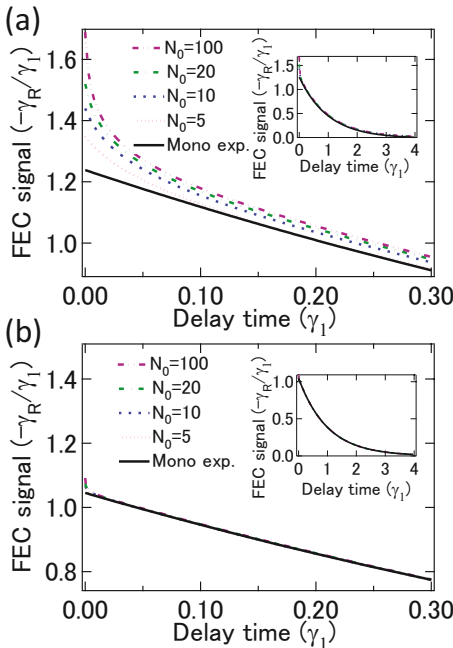 (a)
FEC signal (-γR/γ1)
1.6
1.4
1.2
1.0
N0=100
N0=20
N0=10
N0=5
Mono exp.
FEC signal (-γR/γ1)
1.5
1.0
0.5
0.0
0 1 2 3 4
Delay time (γ1)
0.00 0.10 0.20 0.30
Delay time (γ1)
(b)
FEC signal (-γR/γ1)
1.4
1.2
1.0
0.8
N0=100
N0=20
N0=10
N0=5
Mono exp.
FEC signal (-γR/γ1)
1.0
0.5
0.0
0 1 2 3 4
Delay time (γ1)
0.00 0.10 0.20 0.30
Delay time (γ1)